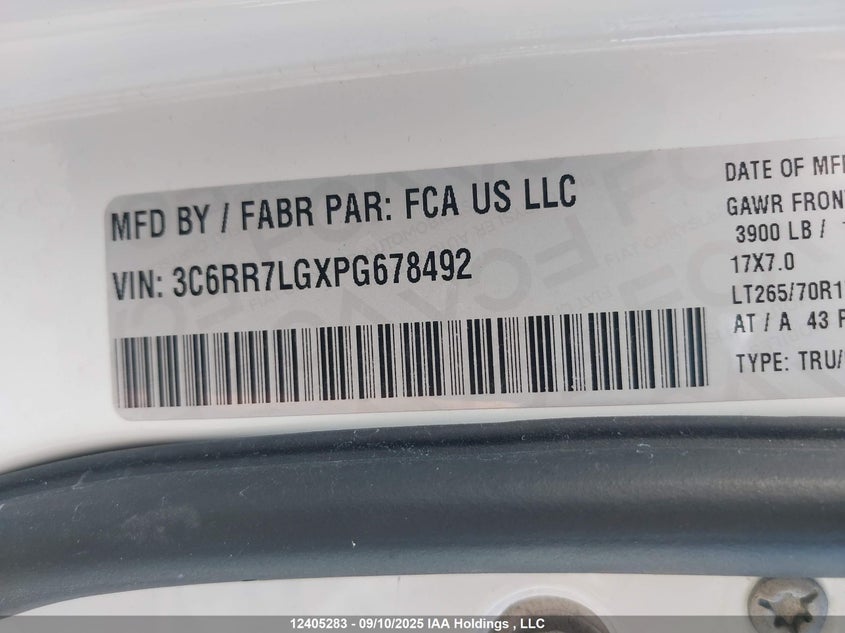 MFD BY / FABR PAR: FCA US LLC
VIN: 3C6RR7LGXPG678492
DATE OF MF
GAWR FRON
3900 LB /
17X7.0
LT265/70R1
AT / A 43
TYPE: TRU/
12405283 - 09/10/2025 IAA Holdings , LLC